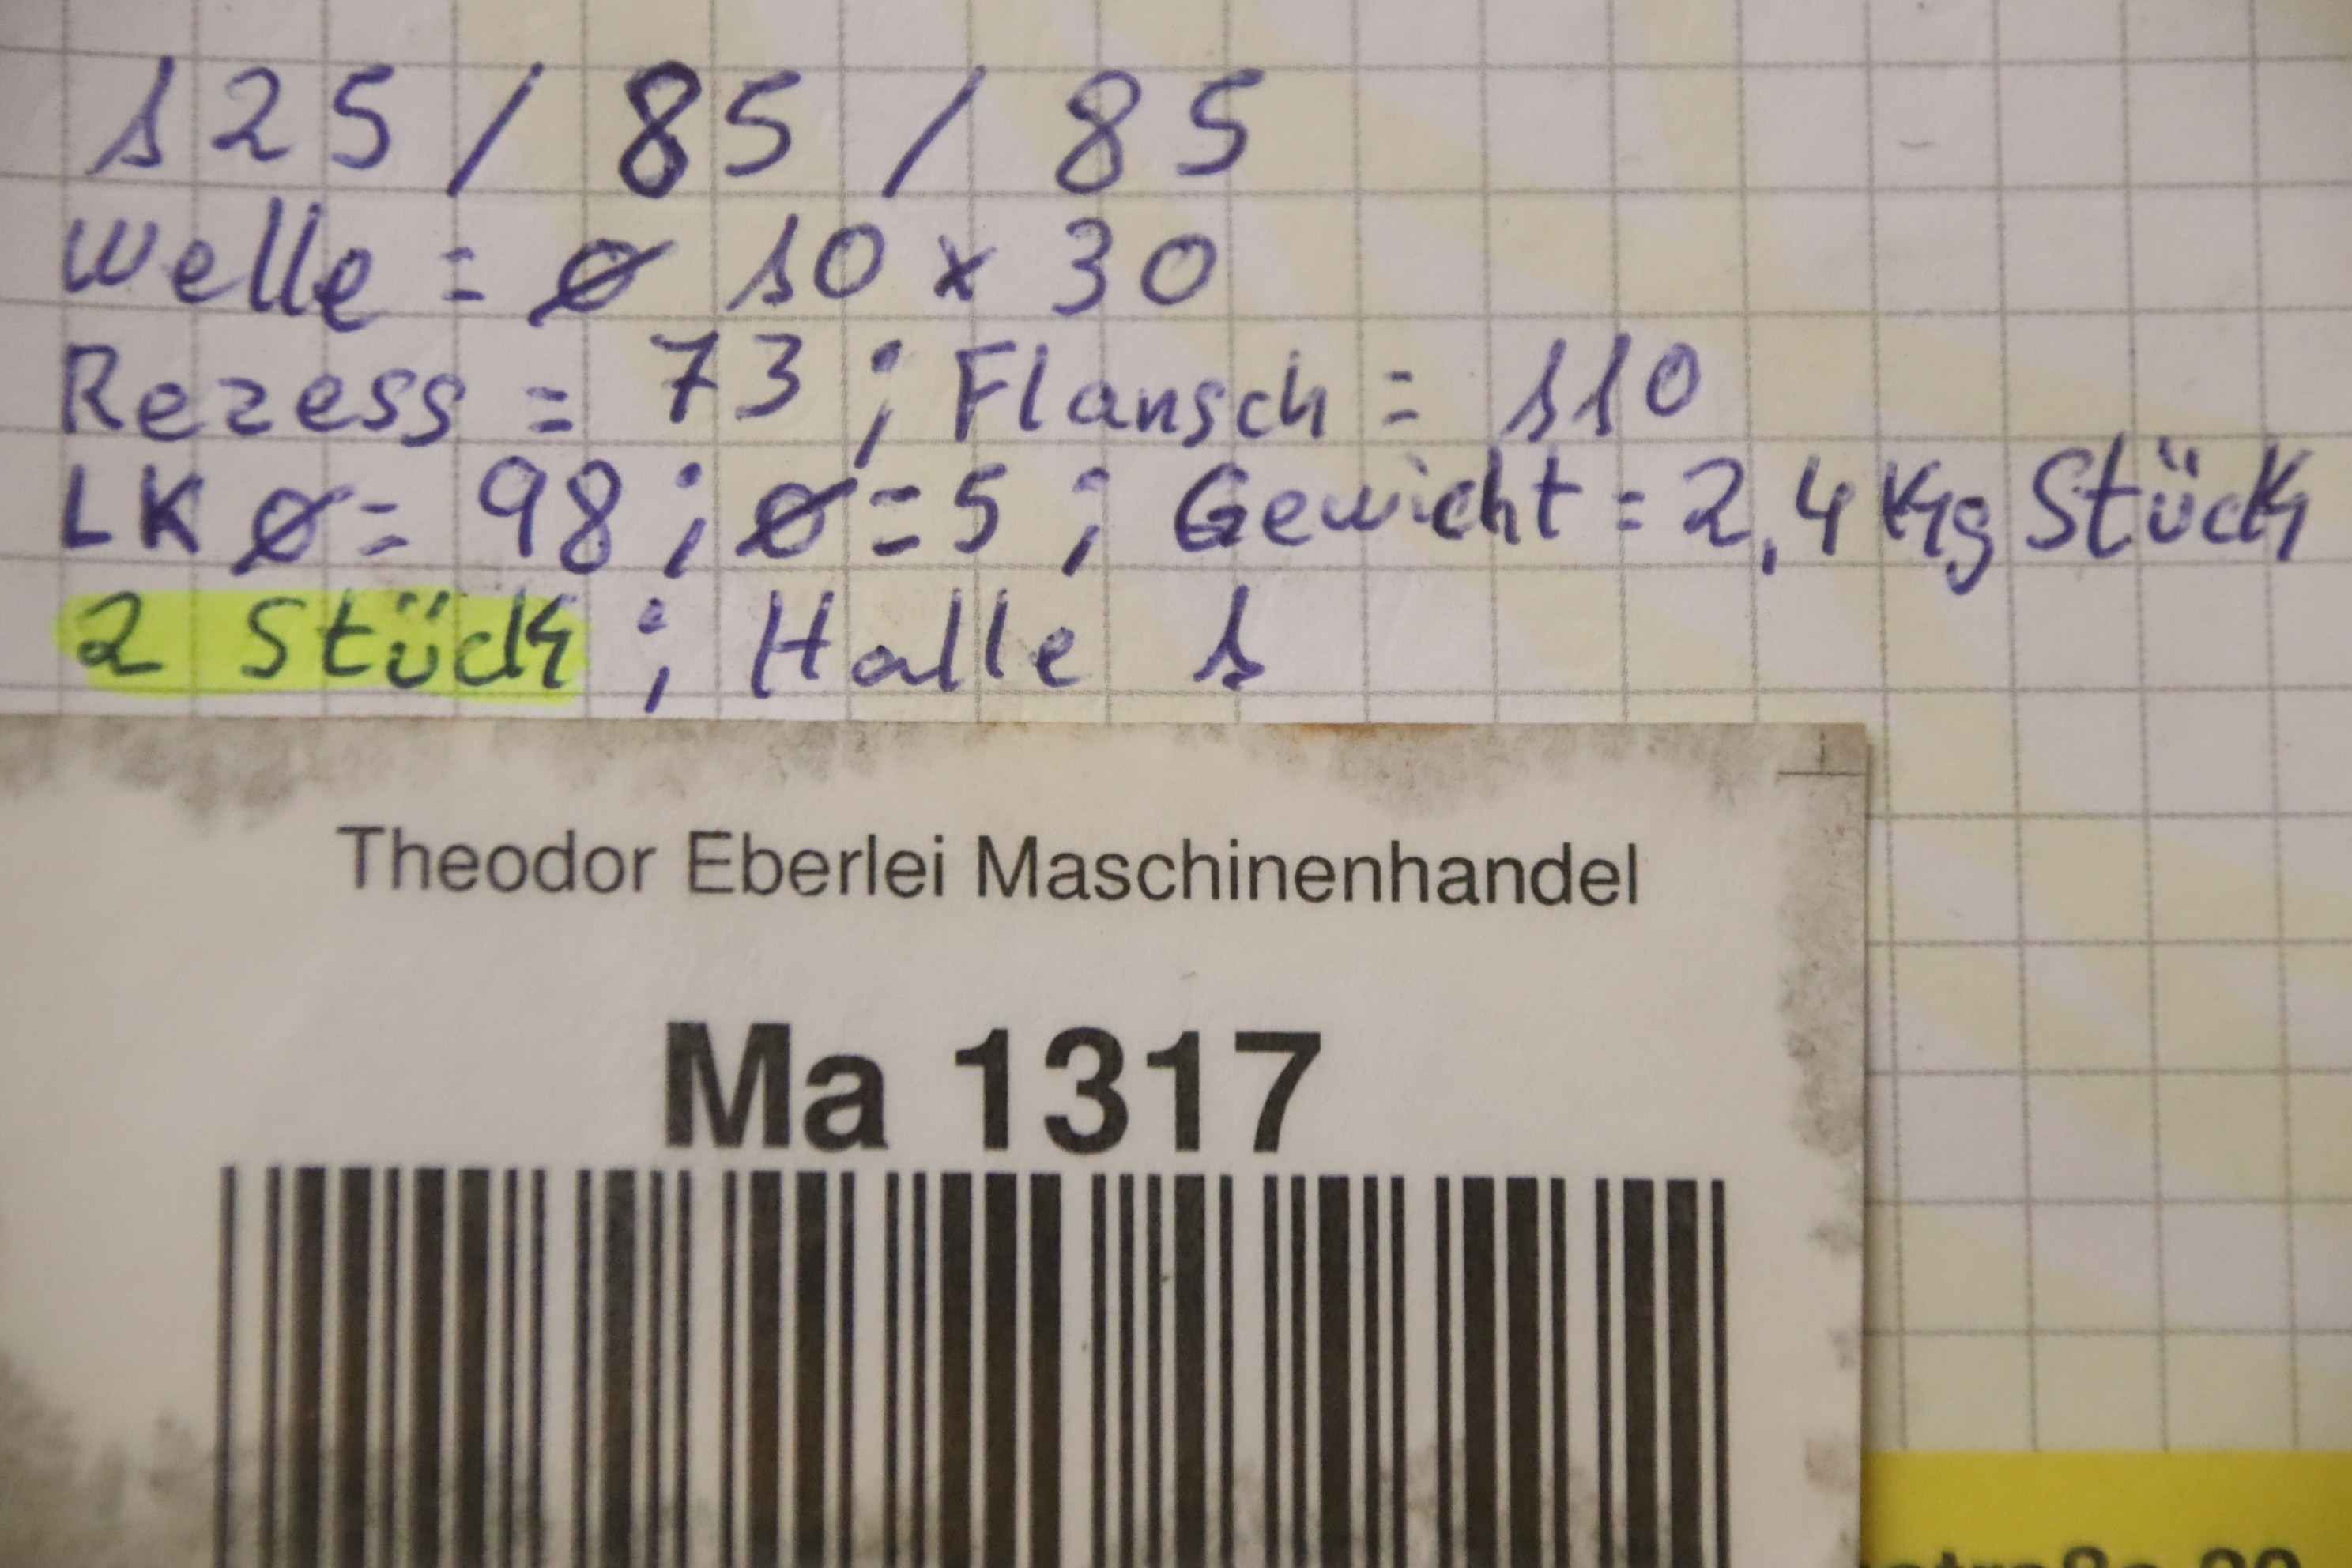 125 / 85 / 85
Welle = ø 10 x 30
Rezess = 73 ; Flansch = 110
LK ø = 98 ; ø = 5 ; Gewicht = 2,4 Kg Stück
2 Stück ; Halle 1
Theodor Eberlei Maschinenhandel
Ma 1317